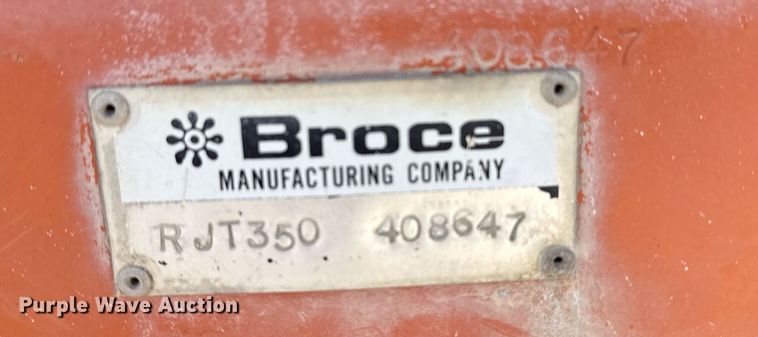 408647
Broce
MANUFACTURING COMPANY
RJT350 408647
Purple Wave Auction